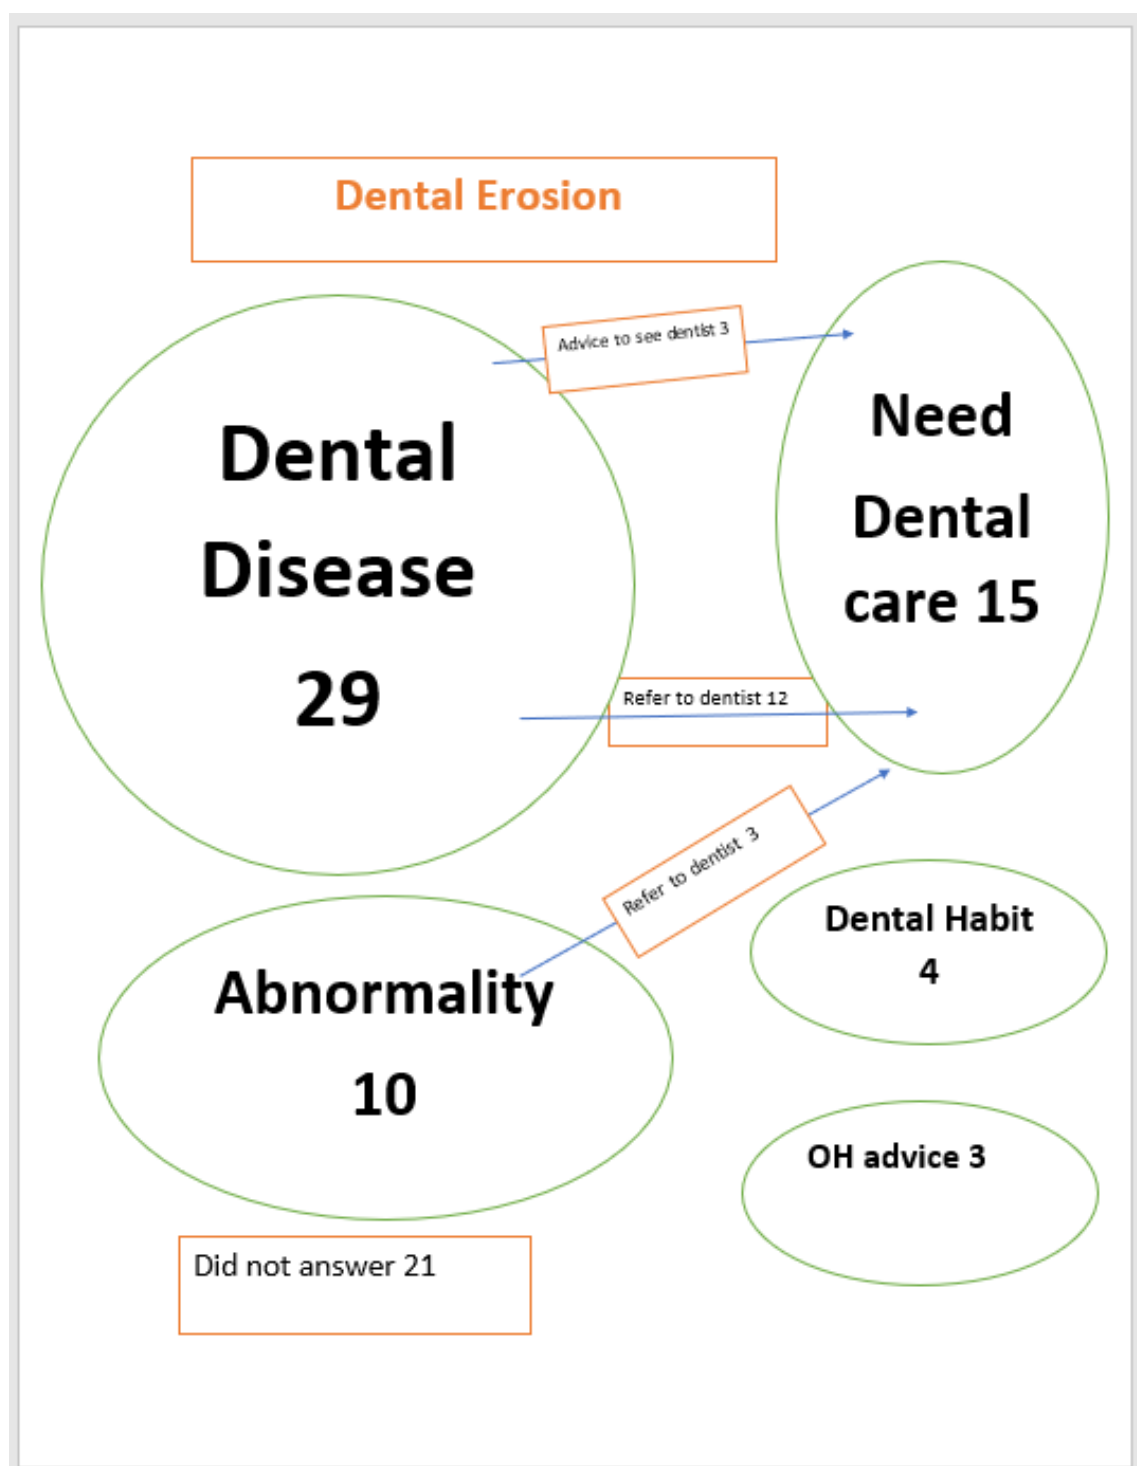 Dental Erosion
Advice to see dentist 3
Dental
Disease
29
Need
Dental
care 15
Refer to dentist 12
Refer to dentist 3
Abnormality
10
Dental Habit
4
OH advice 3
Did not answer 21